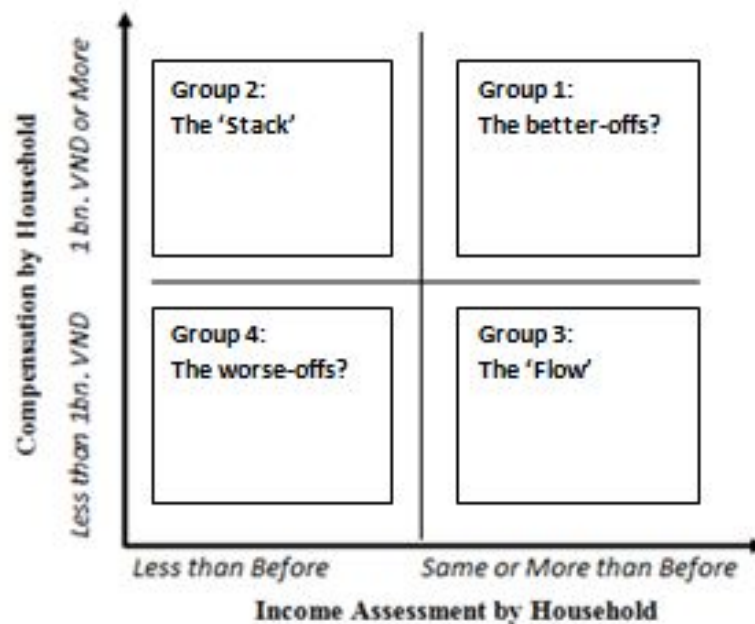 Compensation by Household
1 bn. VND or More
Less than 1bn. VND
Group 2:
The ‘Stack’
Group 1:
The better-offs?
Group 4:
The worse-offs?
Group 3:
The ‘Flow’
Less than Before
Same or More than Before
Income Assessment by Household